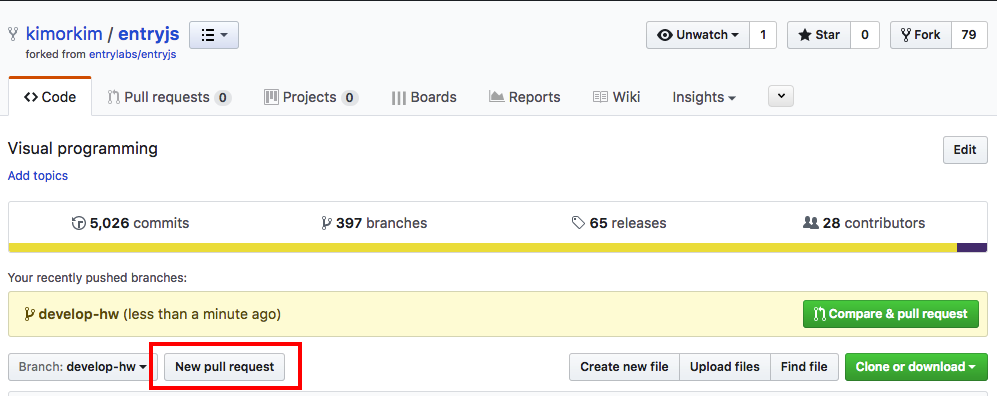 kimorkim / entryjs
Unwatch 1 Star 0 Fork 79
forked from entrylabs/entryjs
Code Pull requests 0 Projects 0 Boards Reports Wiki Insights
Visual programming
Edit
Add topics
5,026 commits 397 branches 65 releases 28 contributors
Your recently pushed branches:
develop-hw (less than a minute ago) Compare & pull request
Branch: develop-hw New pull request Create new file Upload files Find file Clone or download